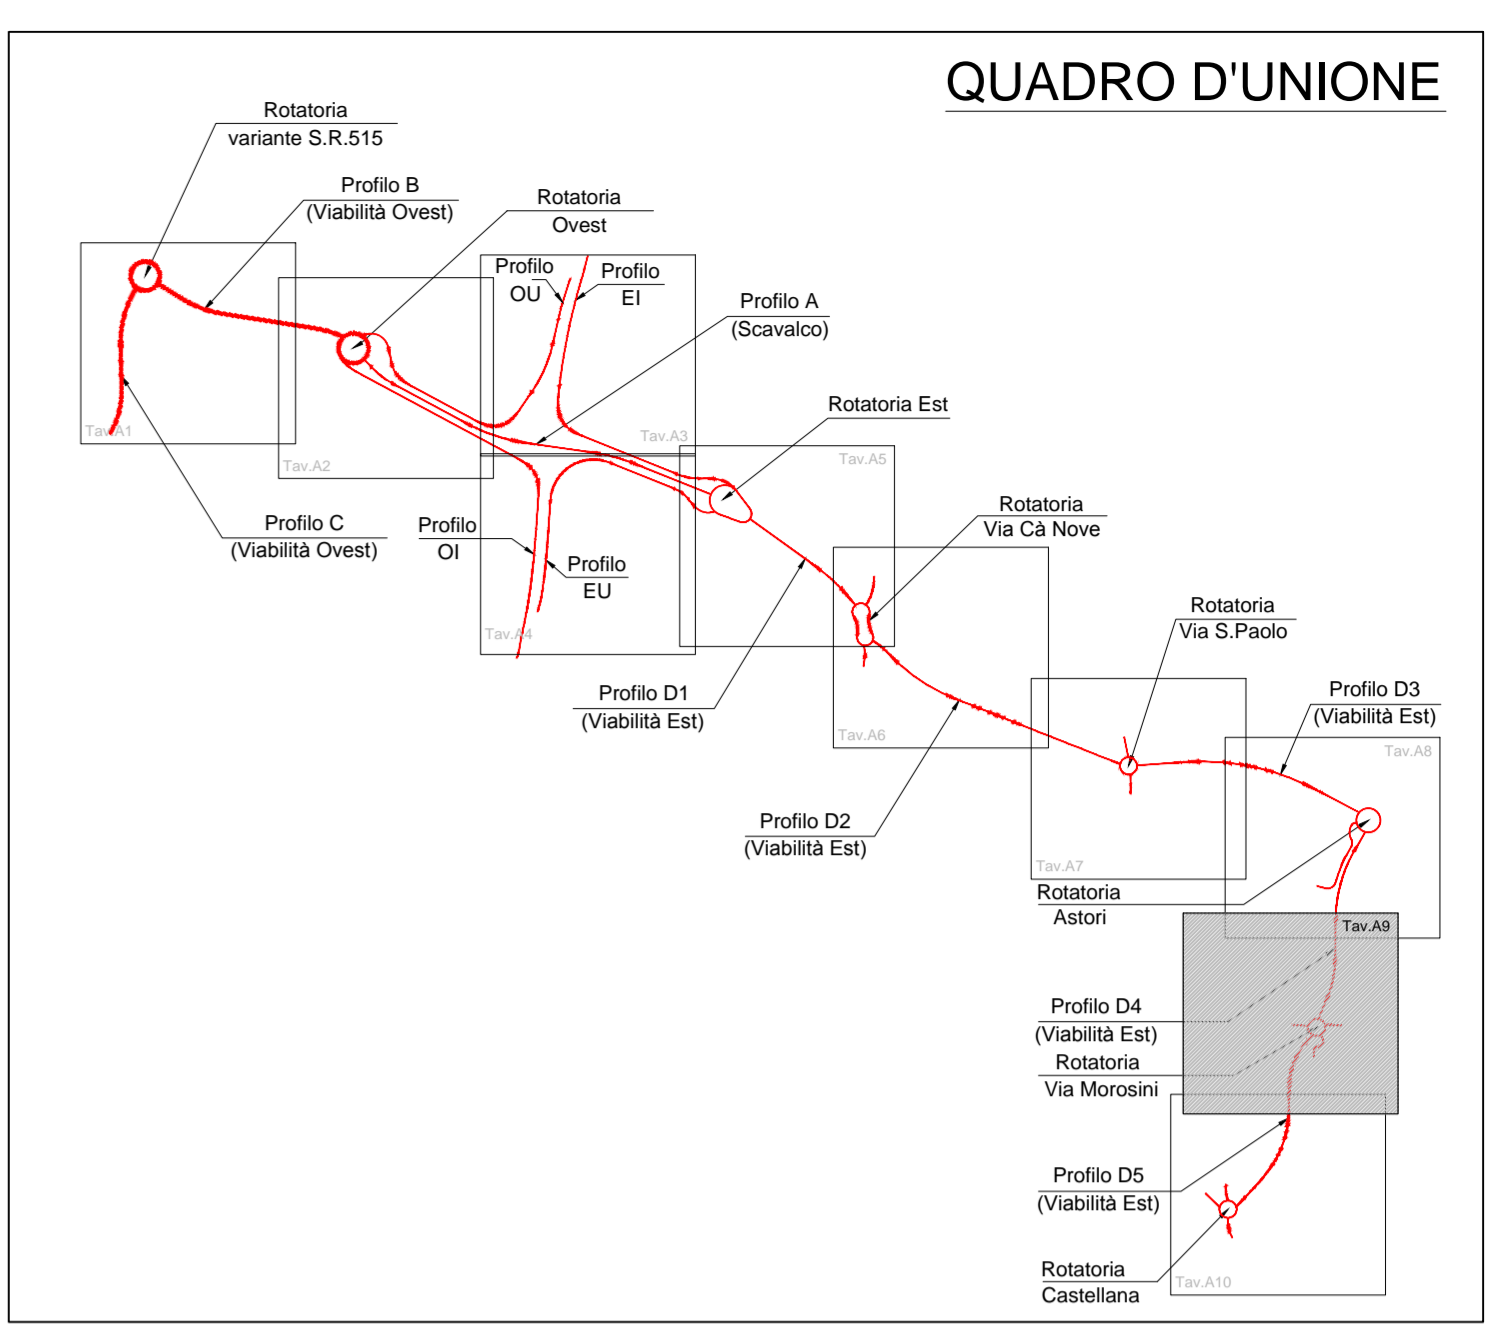 QUADRO D'UNIONE
Rotatoria
variante S.R.515
Profilo B
(Viabilità Ovest)
Rotatoria
Ovest
Profilo
OU
Profilo
EI
Profilo A
(Scavalco)
Rotatoria Est
Tav.A1
Tav.A2
Tav.A3
Tav.A5
Profilo C
(Viabilità Ovest)
Profilo
OI
Profilo
EU
Tav.A4
Rotatoria
Via Cà Nove
Rotatoria
Via S.Paolo
Profilo D1
(Viabilità Est)
Profilo D3
(Viabilità Est)
Tav.A6
Tav.A8
Profilo D2
(Viabilità Est)
Tav.A7
Rotatoria
Astori
Tav.A9
Profilo D4
(Viabilità Est)
Rotatoria
Via Morosini
Profilo D5
(Viabilità Est)
Rotatoria
Castellana
Tav.A10